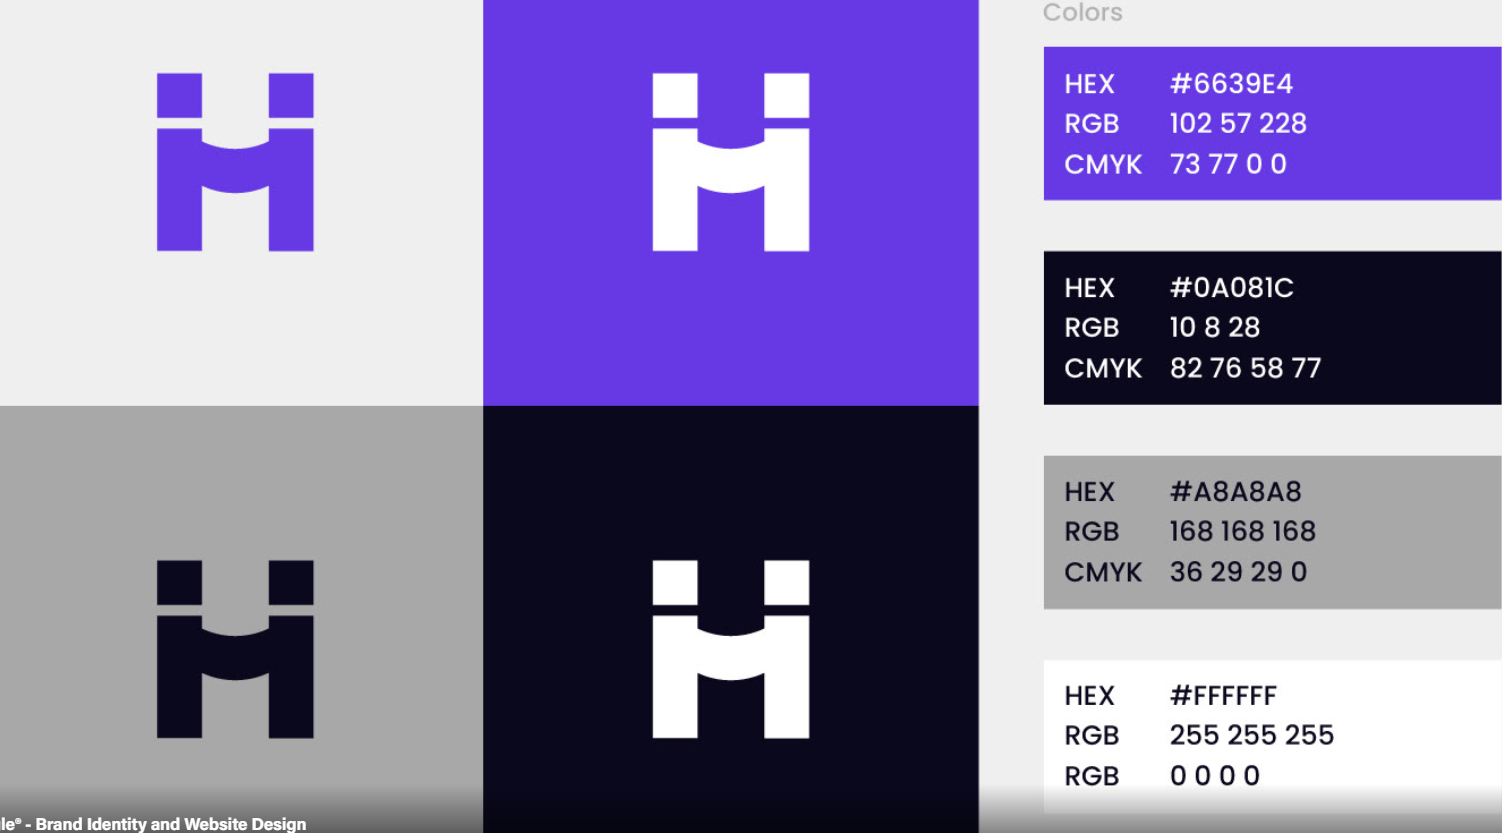 Colors
HEX #6639E4
RGB 102 57 228
CMYK 73 77 0 0
HEX #0A081C
RGB 10 8 28
CMYK 82 76 58 77
HEX #A8A8A8
RGB 168 168 168
CMYK 36 29 29 0
HEX #FFFFFF
RGB 255 255 255
RGB 0 0 0 0
- Brand Identity and Website Design